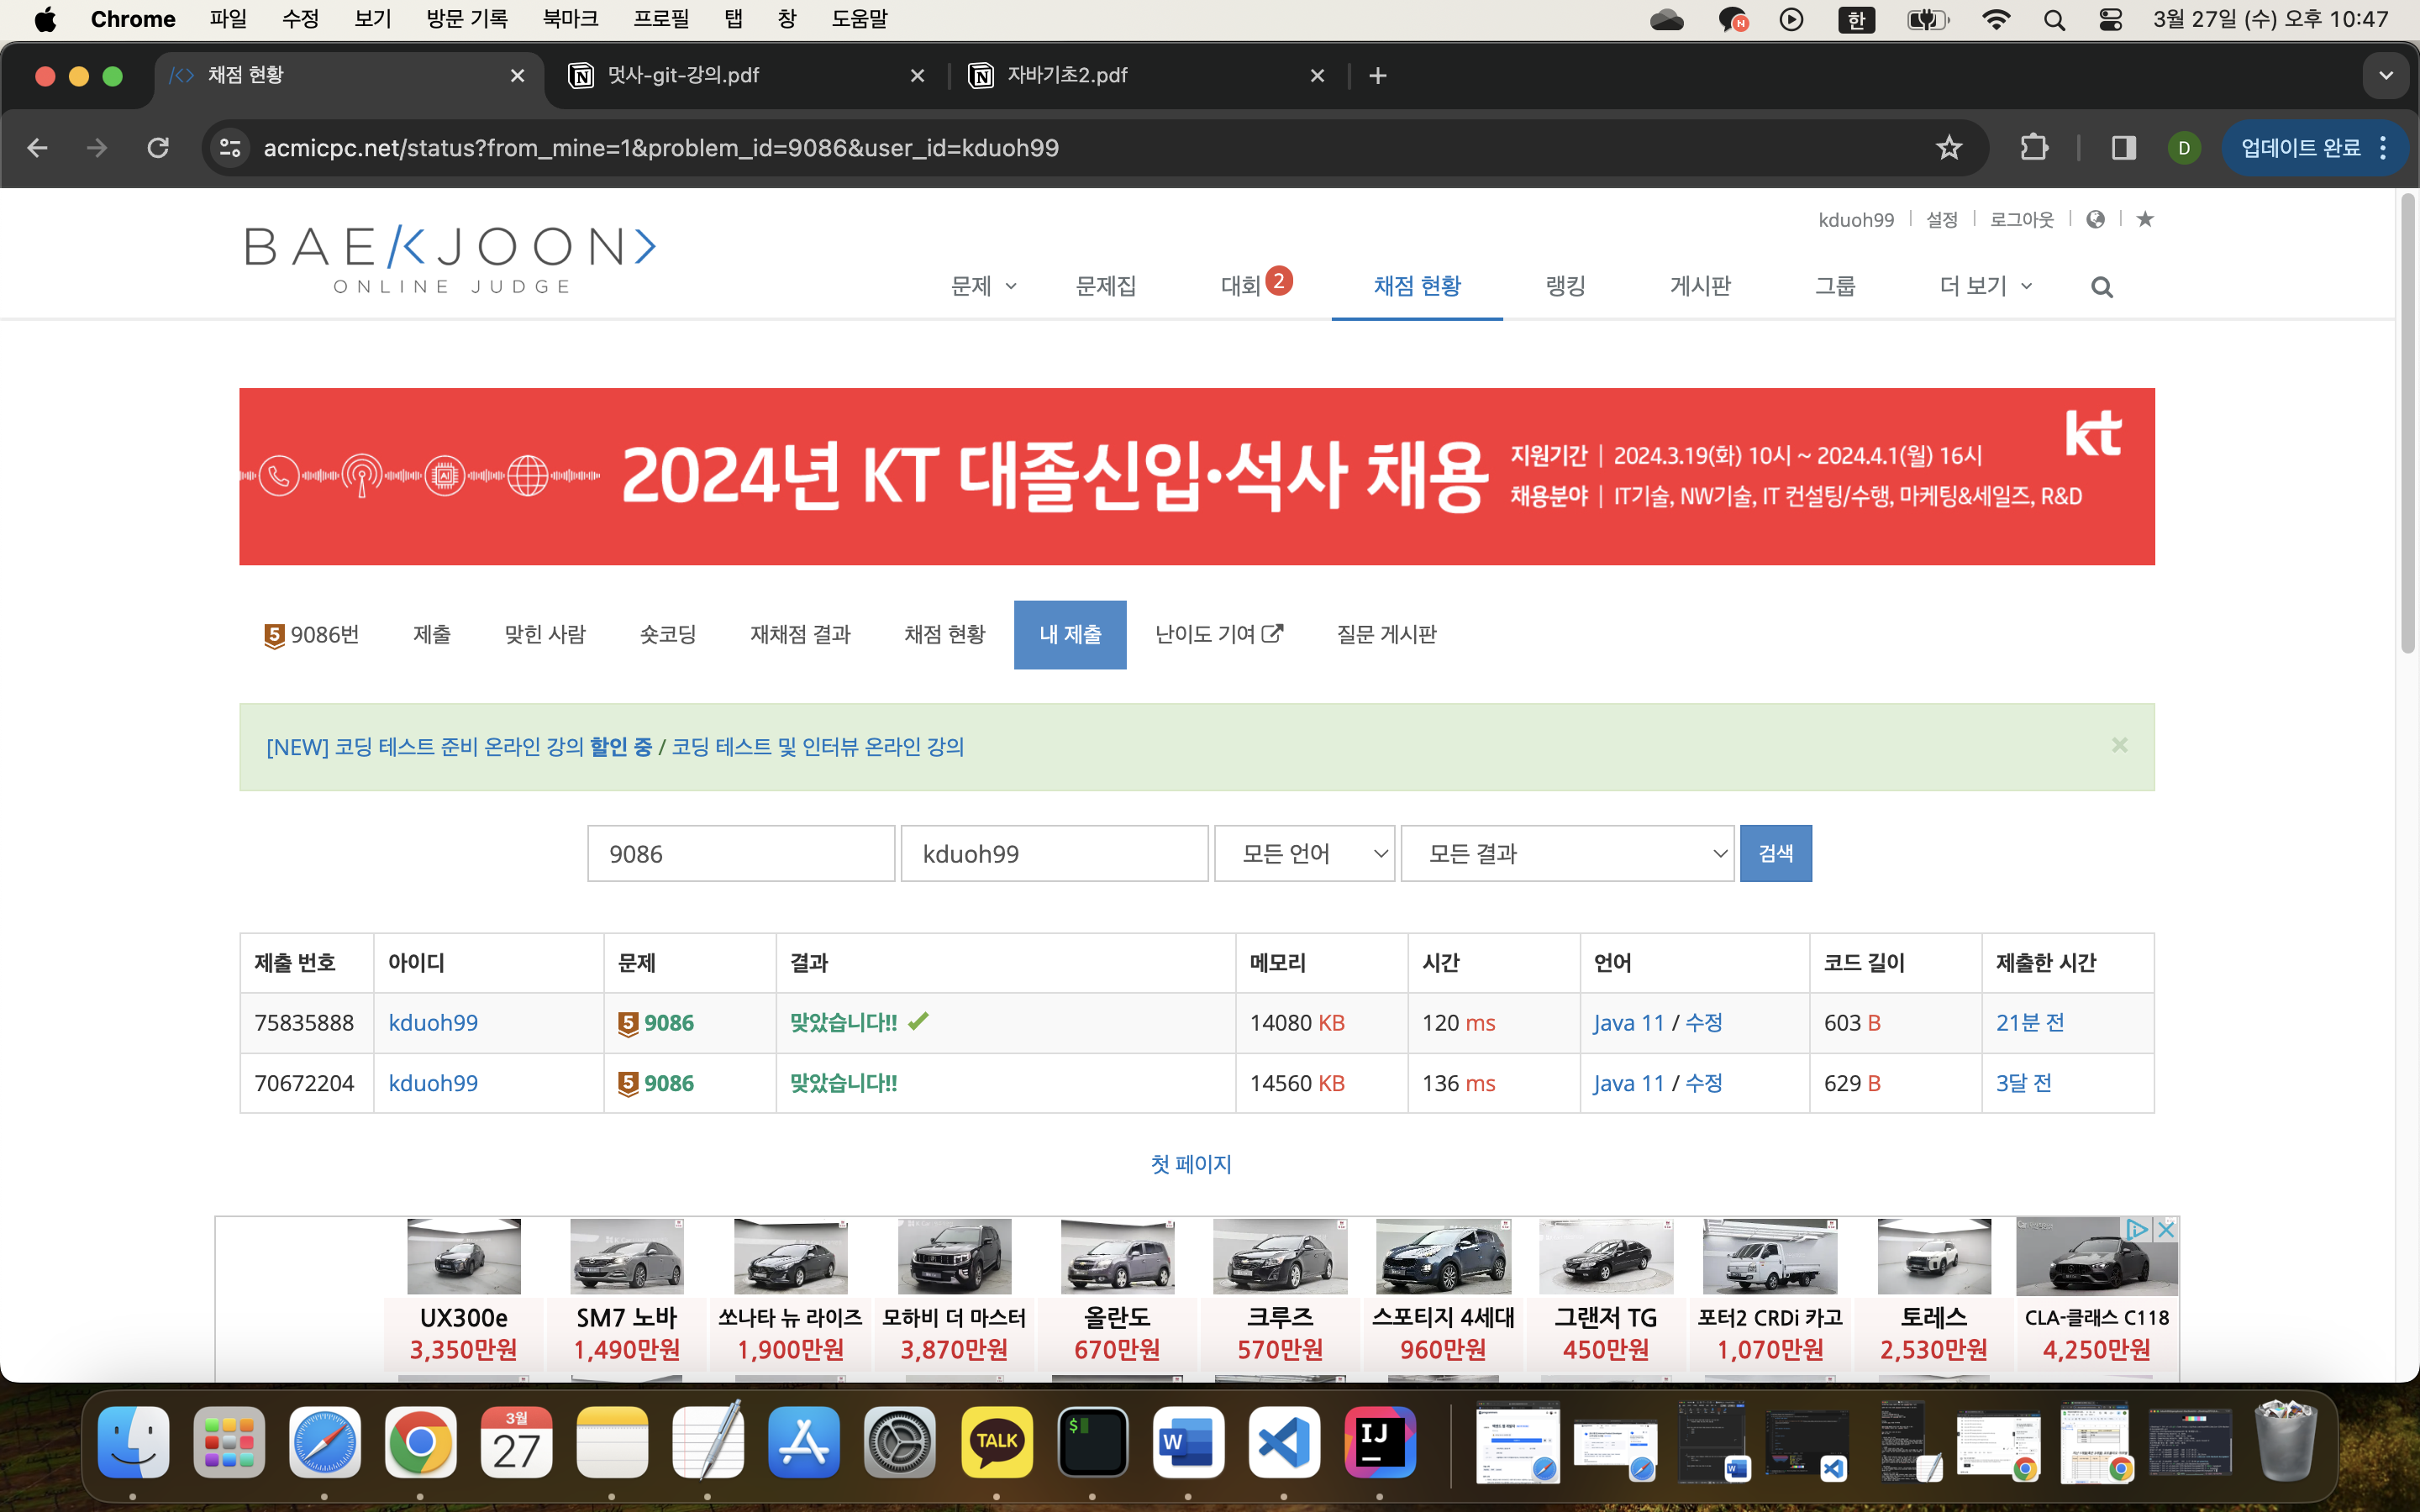 Chrome 파일 수정 보기 방문 기록 북마크 프로필 탭 창 도움말 한 3월 27일 (수) 오후 10:47
채점 현황 멋사-git-강의.pdf 자바기초2.pdf
acmicpc.net/status?from_mine=1&problem_id=9086&user_id=kduoh99 D 업데이트 완료
kduoh99 설정 로그아웃
BAEKJOON
ONLINE JUDGE
문제 문제집 대회 2 채점 현황 랭킹 게시판 그룹 더 보기
kt
2024년 KT 대졸신입·석사 채용
지원기간 | 2024.3.19(화) 10시 ~ 2024.4.1(월) 16시
채용분야 | IT기술, NW기술, IT 컨설팅/수행, 마케팅&세일즈, R&D
5 9086번 제출 맞힌 사람 숏코딩 재채점 결과 채점 현황 내 제출 난이도 기여 질문 게시판
[NEW] 코딩 테스트 준비 온라인 강의 할인 중 / 코딩 테스트 및 인터뷰 온라인 강의
9086 kduoh99 모든 언어 모든 결과 검색
제출 번호 아이디 문제 결과 메모리 시간 언어 코드 길이 제출한 시간
75835888 kduoh99 5 9086 맞았습니다!! 14080 KB 120 ms Java 11 / 수정 603 B 21분 전
70672204 kduoh99 5 9086 맞았습니다!! 14560 KB 136 ms Java 11 / 수정 629 B 3달 전
첫 페이지
UX300e SM7 노바 쏘나타 뉴 라이즈 모하비 더 마스터 올란도 크루즈 스포티지 4세대 그랜저 TG 포터2 CRDi 카고 토레스 CLA-클래스 C118
3,350만원 1,490만원 1,900만원 3,870만원 670만원 570만원 960만원 450만원 1,070만원 2,530만원 4,250만원
3월
27
TALK
$
W
IJ